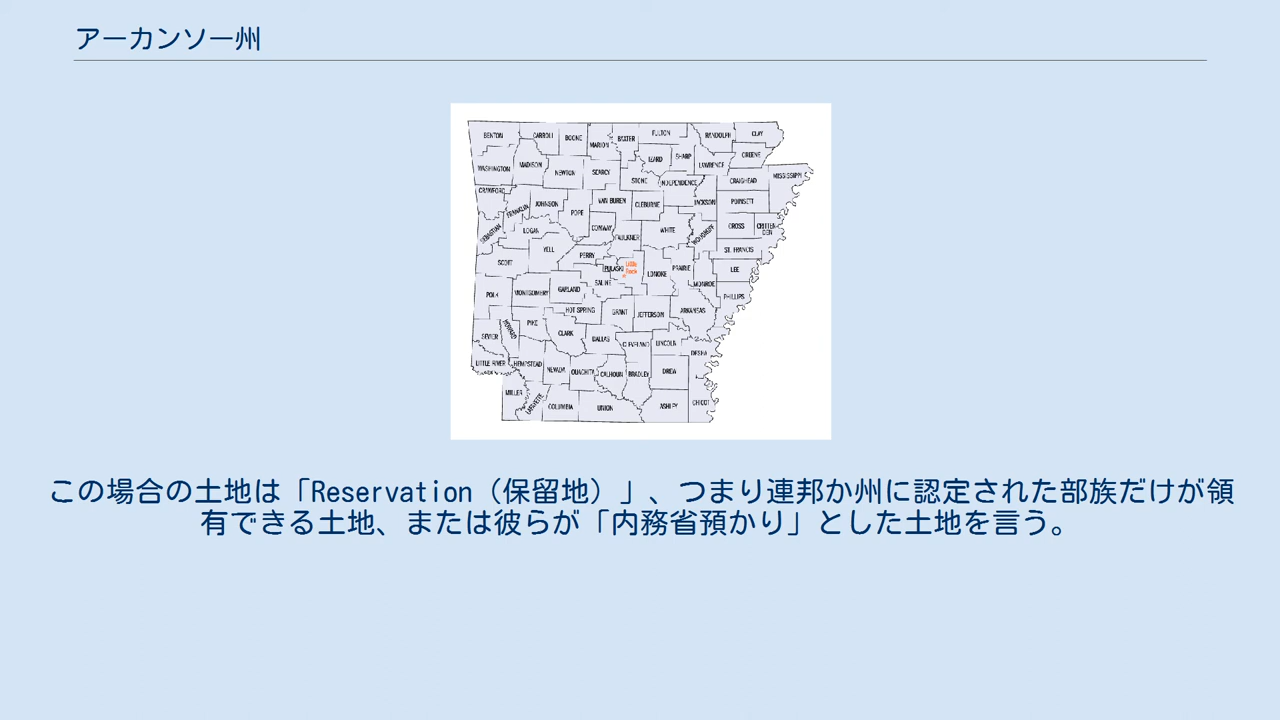 アーカンソー州
BENTON CARROLL BOONE MARION BAXTER FULTON RANDOLPH CLAY
IZARD SHARP LAWRENCE GREENE
WASHINGTON MADISON NEWTON SEARCY STONE INDEPENDENCE CRAIGHEAD MISSISSIPPI
CRAWFORD FRANKLIN JOHNSON POPE VAN BUREN CLEBURNE JACKSON POINSETT
SEBASTIAN LOGAN CONWAY FAULKNER WHITE WOODRUFF CROSS CRITTEN
DEN
YELL PERRY ST. FRANCIS
SCOTT PULASKI Little
Rock LONOKE PRAIRIE LEE
POLK MONTGOMERY GARLAND SALINE MONROE PHILLIPS
HOT SPRING GRANT JEFFERSON ARKANSAS
SEVIER HOWARD PIKE CLARK DALLAS CLEVELAND LINCOLN DESHA
LITTLE RIVER HEMPSTEAD NEVADA OUACHITA CALHOUN BRADLEY DREW
MILLER LAFAYETTE COLUMBIA UNION ASHLEY CHICOT
この場合の土地は「Reservation（保留地）」、つまり連邦か州に認定された部族だけが領
有できる土地、または彼らが「内務省預かり」とした土地を言う。